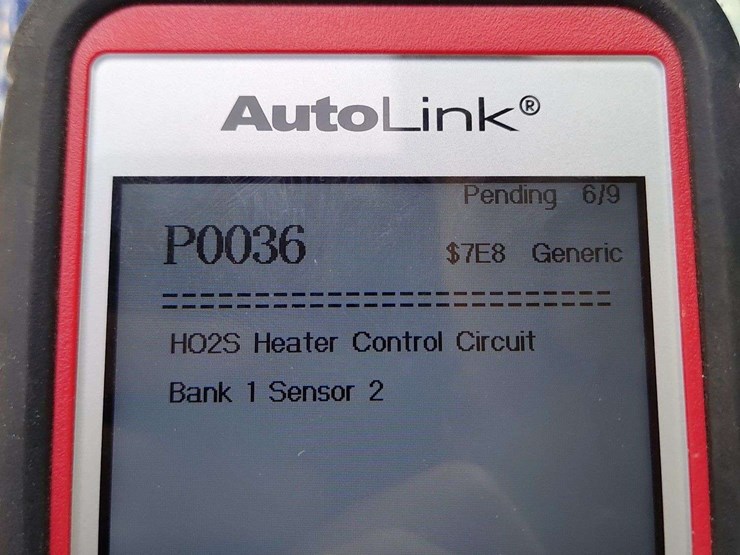 AutoLink®
Pending 6/9
P0036 $7E8 Generic
=========================
HO2S Heater Control Circuit
Bank 1 Sensor 2